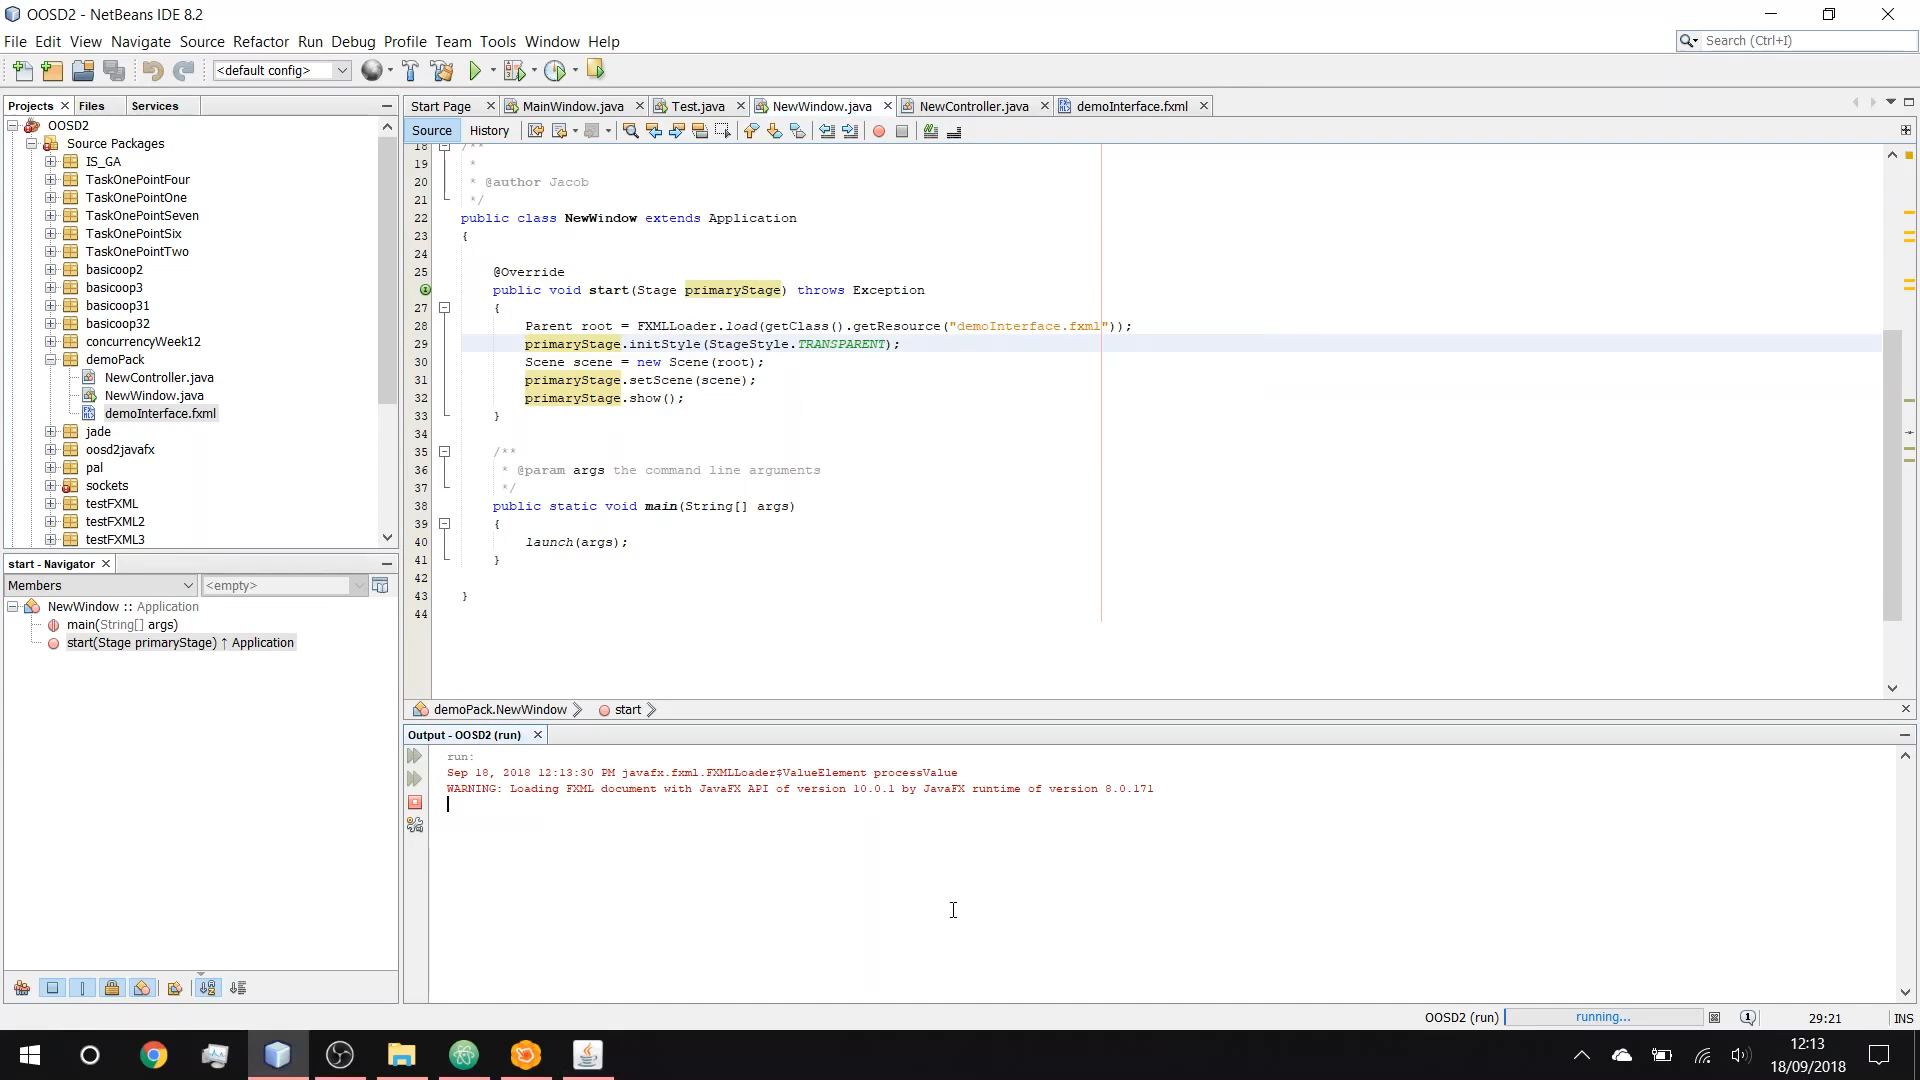 OOSD2 - NetBeans IDE 8.2
File Edit View Navigate Source Refactor Run Debug Profile Team Tools Window Help
Search (Ctrl+I)
<default config>
Projects Files Services
OOSD2
Source Packages
IS_GA
TaskOnePointFour
TaskOnePointOne
TaskOnePointSeven
TaskOnePointSix
TaskOnePointTwo
basicoop2
basicoop3
basicoop31
basicoop32
concurrencyWeek12
demoPack
NewController.java
NewWindow.java
demoInterface.fxml
jade
oosd2javafx
pal
sockets
testFXML
testFXML2
testFXML3
start - Navigator
Members <empty>
NewWindow :: Application
main(String[] args)
start(Stage primaryStage) ↑ Application
Start Page MainWindow.java Test.java NewWindow.java NewController.java demoInterface.fxml
Source History
18 /**
19 *
20 * @author Jacob
21 */
22 public class NewWindow extends Application
23 {
24
25 @Override
public void start(Stage primaryStage) throws Exception
27 {
28 Parent root = FXMLLoader.load(getClass().getResource("demoInterface.fxml"));
29 primaryStage.initStyle(StageStyle.TRANSPARENT);
30 Scene scene = new Scene(root);
31 primaryStage.setScene(scene);
32 primaryStage.show();
33 }
34
35 /**
36 * @param args the command line arguments
37 */
38 public static void main(String[] args)
39 {
40 launch(args);
41 }
42
43 }
44
demoPack.NewWindow start
Output - OOSD2 (run)
run:
Sep 18, 2018 12:13:30 PM javafx.fxml.FXMLLoader$ValueElement processValue
WARNING: Loading FXML document with JavaFX API of version 10.0.1 by JavaFX runtime of version 8.0.171
OOSD2 (run) running... 1 29:21 INS
12:13
18/09/2018